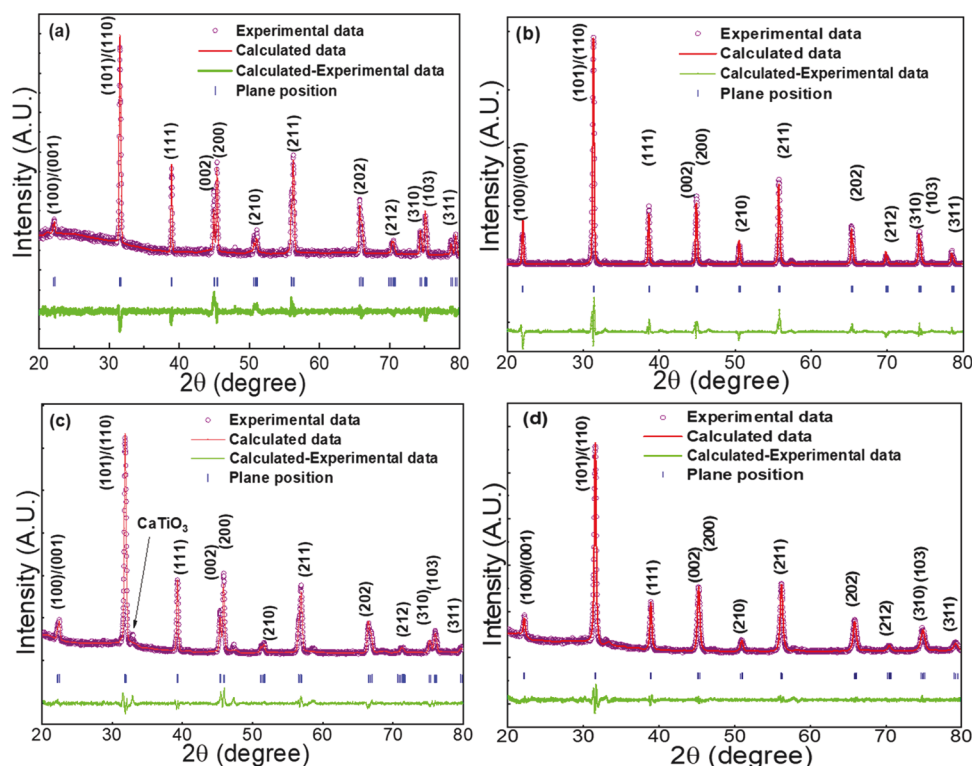 (a)
Experimental data
Calculated data
Calculated-Experimental data
Plane position
(100)/(001)
(101)/(110)
(111)
(002)
(200)
(210)
(211)
(202)
(212)
(310)
(103)
(311)
Intensity (A.U.)
20 30 40 50 60 70 80
2θ (degree)
(b)
Experimental data
Calculated data
Calculated-Experimental data
Plane position
(100)/(001)
(101)/(110)
(111)
(002)
(200)
(210)
(211)
(202)
(212)
(310)
(103)
(311)
Intensity (A.U.)
20 30 40 50 60 70 80
2θ (degree)
(c)
Experimental data
Calculated data
Calculated-Experimental data
Plane position
(100)/(001)
(101)/(110)
CaTiO3
(111)
(002)
(200)
(210)
(211)
(202)
(212)
(310)
(103)
(311)
Intensity (A.U.)
20 30 40 50 60 70 80
2θ (degree)
(d)
Experimental data
Calculated data
Calculated-Experimental data
Plane position
(100)/(001)
(101)/(110)
(111)
(002)
(200)
(210)
(211)
(202)
(212)
(310)
(103)
(311)
Intensity (A.U.)
20 30 40 50 60 70 80
2θ (degree)